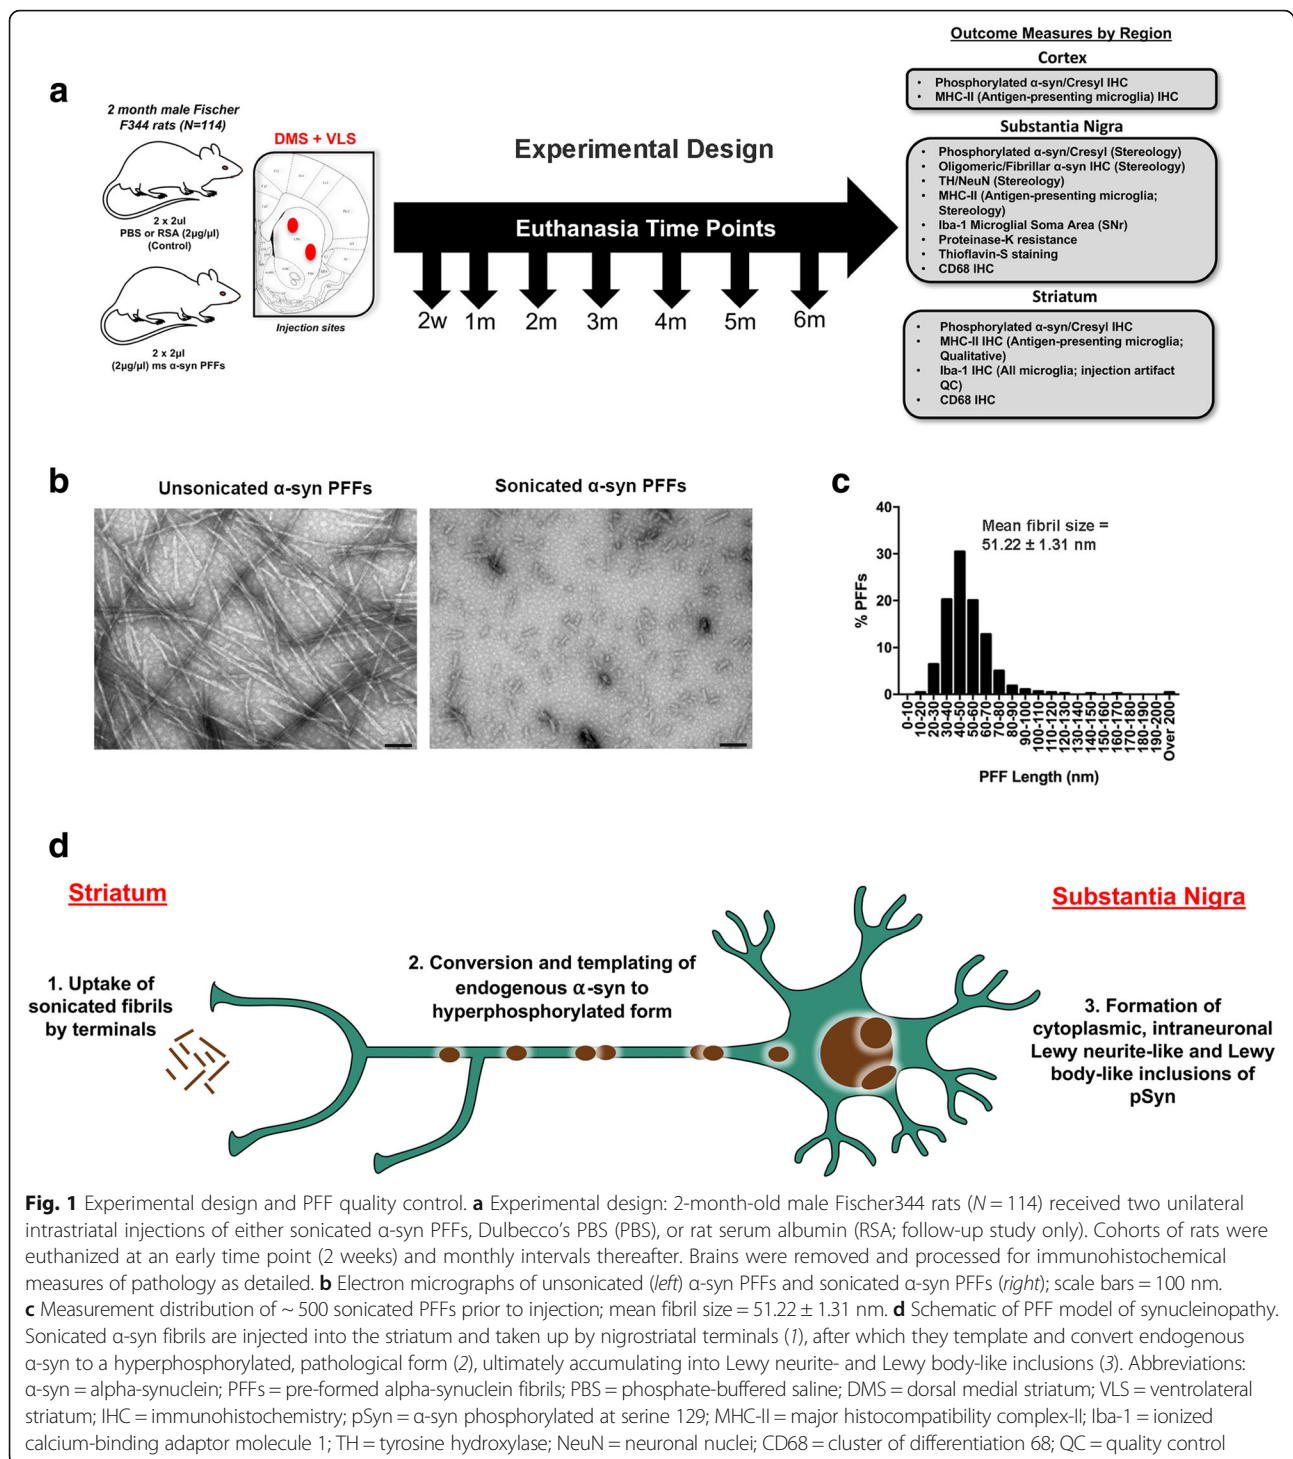 a
2 month male Fischer
F344 rats (N=114)
2 x 2ul
PBS or RSA (2µg/µl)
(Control)
2 x 2µl
(2µg/µl) ms α-syn PFFs
DMS + VLS
Injection sites
Experimental Design
Euthanasia Time Points
2w 1m 2m 3m 4m 5m 6m
Outcome Measures by Region
Cortex
• Phosphorylated α-syn/Cresyl IHC
• MHC-II (Antigen-presenting microglia) IHC
Substantia Nigra
• Phosphorylated α-syn/Cresyl (Stereology)
• Oligomeric/Fibrillar α-syn IHC (Stereology)
• TH/NeuN (Stereology)
• MHC-II (Antigen-presenting microglia;
Stereology)
• Iba-1 Microglial Soma Area (SNr)
• Proteinase-K resistance
• Thioflavin-S staining
• CD68 IHC
Striatum
• Phosphorylated α-syn/Cresyl IHC
• MHC-II IHC (Antigen-presenting microglia;
Qualitative)
• Iba-1 IHC (All microglia; injection artifact
QC)
• CD68 IHC
b
Unsonicated α-syn PFFs
Sonicated α-syn PFFs
c
Mean fibril size =
51.22 ± 1.31 nm
% PFFs
40
30
20
10
0
0-10
10-20
20-30
30-40
40-50
50-60
60-70
70-80
80-90
90-100
100-110
110-120
120-130
130-140
140-150
150-160
160-170
170-180
180-190
190-200
Over 200
PFF Length (nm)
d
Striatum
1. Uptake of
sonicated fibrils
by terminals
2. Conversion and templating of
endogenous α-syn to
hyperphosphorylated form
Substantia Nigra
3. Formation of
cytoplasmic, intraneuronal
Lewy neurite-like and Lewy
body-like inclusions of
pSyn
Fig. 1 Experimental design and PFF quality control. a Experimental design: 2-month-old male Fischer344 rats (N = 114) received two unilateral
intrastriatal injections of either sonicated α-syn PFFs, Dulbecco's PBS (PBS), or rat serum albumin (RSA; follow-up study only). Cohorts of rats were
euthanized at an early time point (2 weeks) and monthly intervals thereafter. Brains were removed and processed for immunohistochemical
measures of pathology as detailed. b Electron micrographs of unsonicated (left) α-syn PFFs and sonicated α-syn PFFs (right); scale bars = 100 nm.
c Measurement distribution of ~ 500 sonicated PFFs prior to injection; mean fibril size = 51.22 ± 1.31 nm. d Schematic of PFF model of synucleinopathy.
Sonicated α-syn fibrils are injected into the striatum and taken up by nigrostriatal terminals (1), after which they template and convert endogenous
α-syn to a hyperphosphorylated, pathological form (2), ultimately accumulating into Lewy neurite- and Lewy body-like inclusions (3). Abbreviations:
α-syn = alpha-synuclein; PFFs = pre-formed alpha-synuclein fibrils; PBS = phosphate-buffered saline; DMS = dorsal medial striatum; VLS = ventrolateral
striatum; IHC = immunohistochemistry; pSyn = α-syn phosphorylated at serine 129; MHC-II = major histocompatibility complex-II; Iba-1 = ionized
calcium-binding adaptor molecule 1; TH = tyrosine hydroxylase; NeuN = neuronal nuclei; CD68 = cluster of differentiation 68; QC = quality control